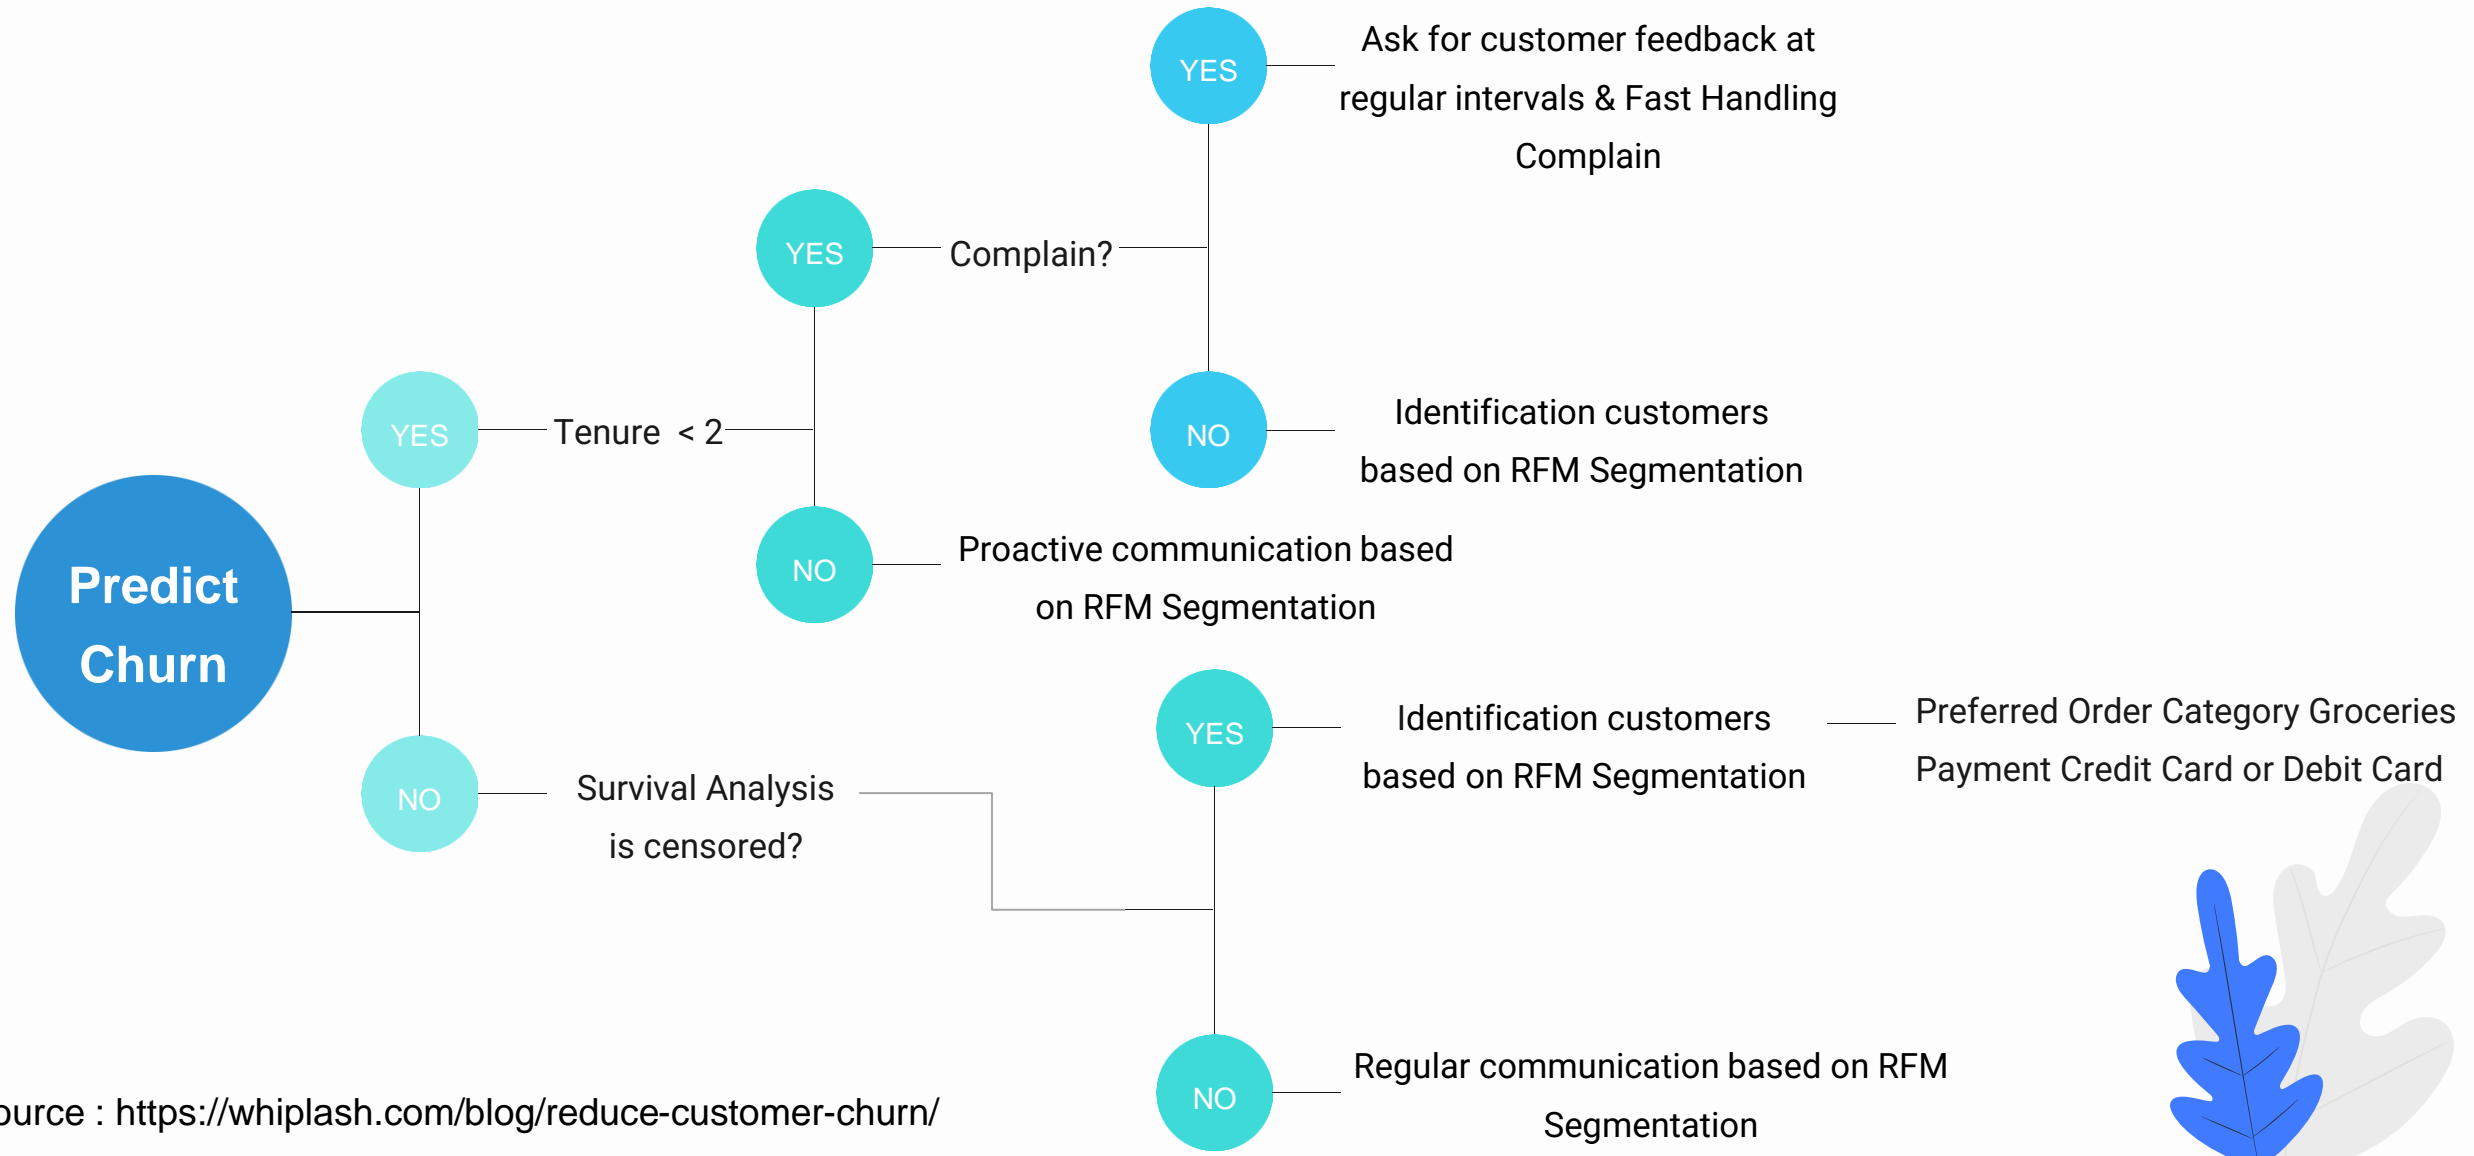 YES
Ask for customer feedback at
regular intervals & Fast Handling
Complain
YES
Complain?
YES
Tenure < 2
NO
Identification customers
based on RFM Segmentation
Predict
Churn
NO
Proactive communication based
on RFM Segmentation
YES
Identification customers
based on RFM Segmentation
Preferred Order Category Groceries
Payment Credit Card or Debit Card
NO
Survival Analysis
is censored?
NO
Regular communication based on RFM
Segmentation
ource : https://whiplash.com/blog/reduce-customer-churn/